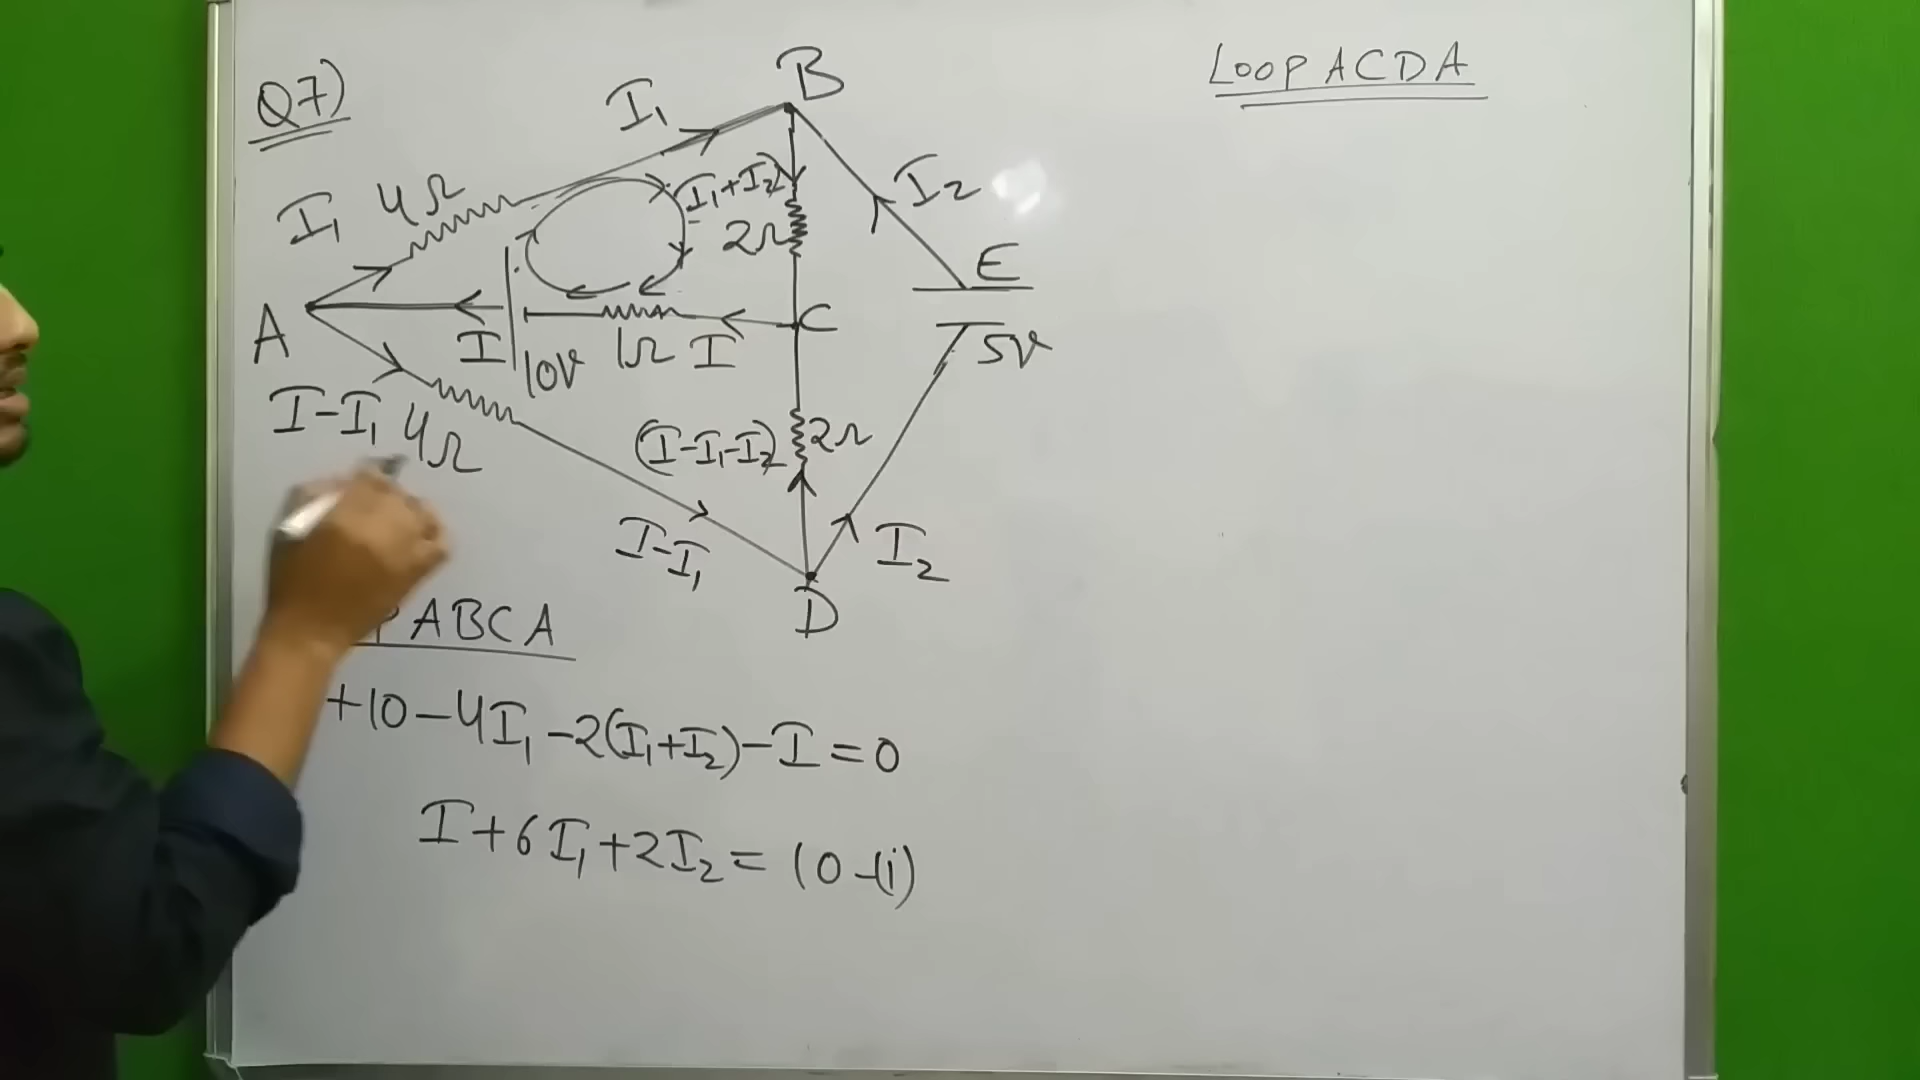 Q7)
B
I₁
I₁ 4Ω
(I₁+I₂)
2Ω
I₂
E
5V
A
I
10V
1Ω I
C
I-I₁ 4Ω
(I-I₁-I₂) 2Ω
I-I₁
I₂
D
P ABCA
+10-4I₁-2(I₁+I₂)-I=0
I+6I₁+2I₂=10-(i)
LOOP ACDA